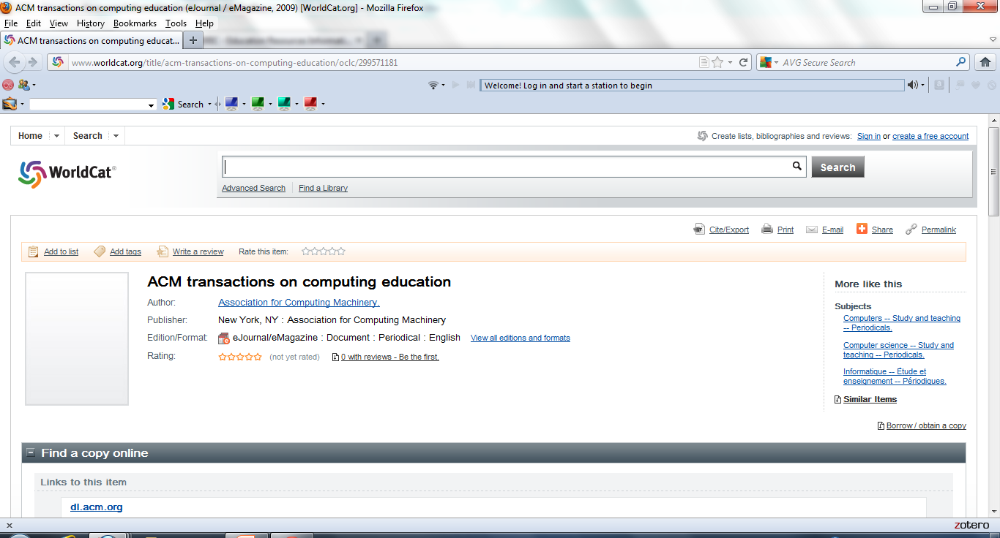 ACM transactions on computing education (eJournal / eMagazine, 2009) [WorldCat.org] - Mozilla Firefox
File Edit View History Bookmarks Tools Help
ACM transactions on computing educat... +
www.worldcat.org/title/acm-transactions-on-computing-education/oclc/299571181 AVG Secure Search
Welcome! Log in and start a station to begin
Search
Home Search Create lists, bibliographies and reviews: Sign in or create a free account
WorldCat® Search
Advanced Search Find a Library
Cite/Export Print E-mail Share Permalink
Add to list Add tags Write a review Rate this item:
ACM transactions on computing education
Author: Association for Computing Machinery.
Publisher: New York, NY : Association for Computing Machinery
Edition/Format: eJournal/eMagazine : Document : Periodical : English View all editions and formats
Rating: (not yet rated) 0 with reviews - Be the first.
More like this
Subjects
Computers -- Study and teaching
-- Periodicals.
Computer science -- Study and
teaching -- Periodicals.
Informatique -- Étude et
enseignement -- Périodiques.
Similar Items
Borrow / obtain a copy
Find a copy online
Links to this item
dl.acm.org
x zotero